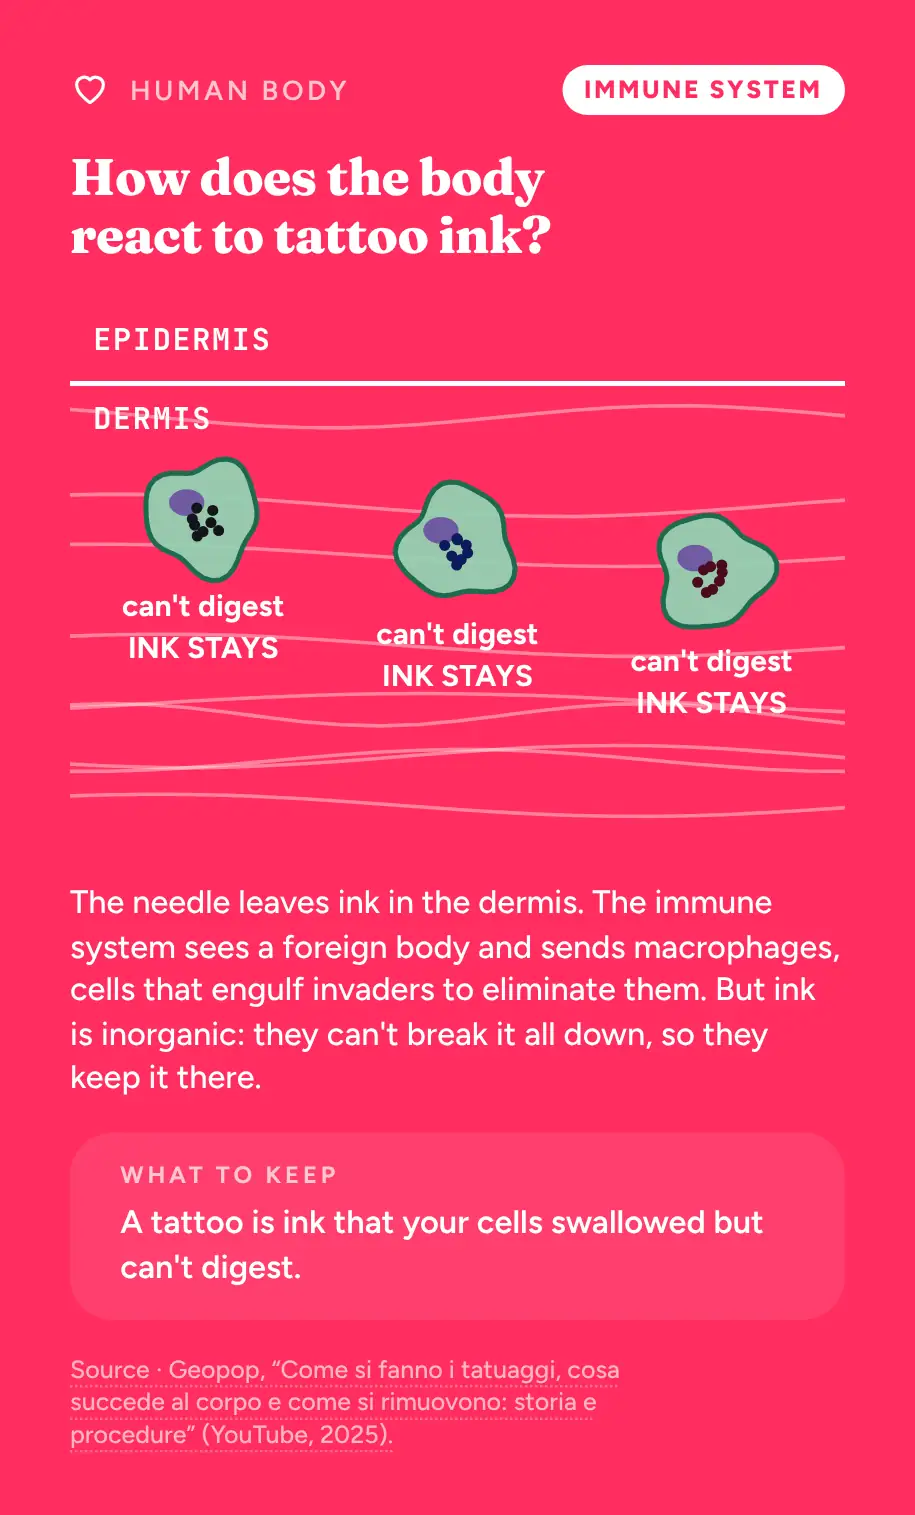 HUMAN BODY
IMMUNE SYSTEM
How does the body
react to tattoo ink?
EPIDERMIS
DERMIS
can't digest
INK STAYS
can't digest
INK STAYS
can't digest
INK STAYS
The needle leaves ink in the dermis. The immune
system sees a foreign body and sends macrophages,
cells that engulf invaders to eliminate them. But ink
is inorganic: they can't break it all down, so they
keep it there.
WHAT TO KEEP
A tattoo is ink that your cells swallowed but
can't digest.
Source · Geopop, “Come si fanno i tatuaggi, cosa
succede al corpo e come si rimuovono: storia e
procedure” (YouTube, 2025).